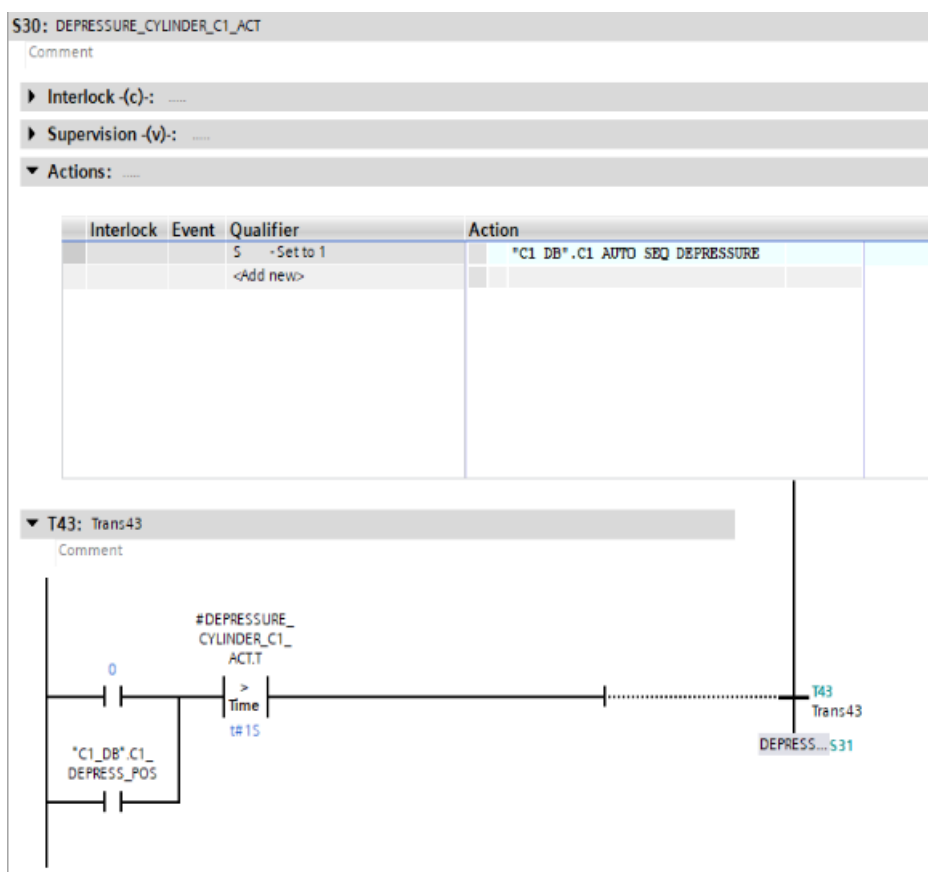 S30: DEPRESSURE_CYLINDER_C1_ACT
Comment
Interlock -(c)-: .....
Supervision -(v)-: .....
Actions: .....
Interlock Event Qualifier Action
S - Set to 1 "C1 DB".C1 AUTO SEQ DEPRESSURE
<Add new>
T43: Trans43
Comment
#DEPRESSURE_
CYLINDER_C1_
ACT.T
0
>
Time
t#1S
T43
Trans43
DEPRESS... S31
"C1_DB".C1_
DEPRESS_POS